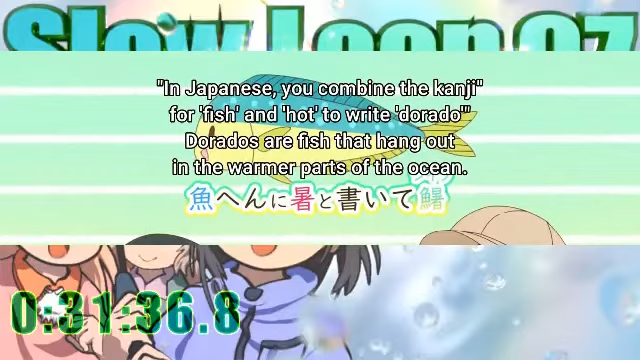 Slow Loop 07
"In Japanese, you combine the kanji"
for 'fish' and 'hot' to write 'dorado'"
Dorados are fish that hang out
in the warmer parts of the ocean.
魚へんに暑と書いて
0:31:36.8